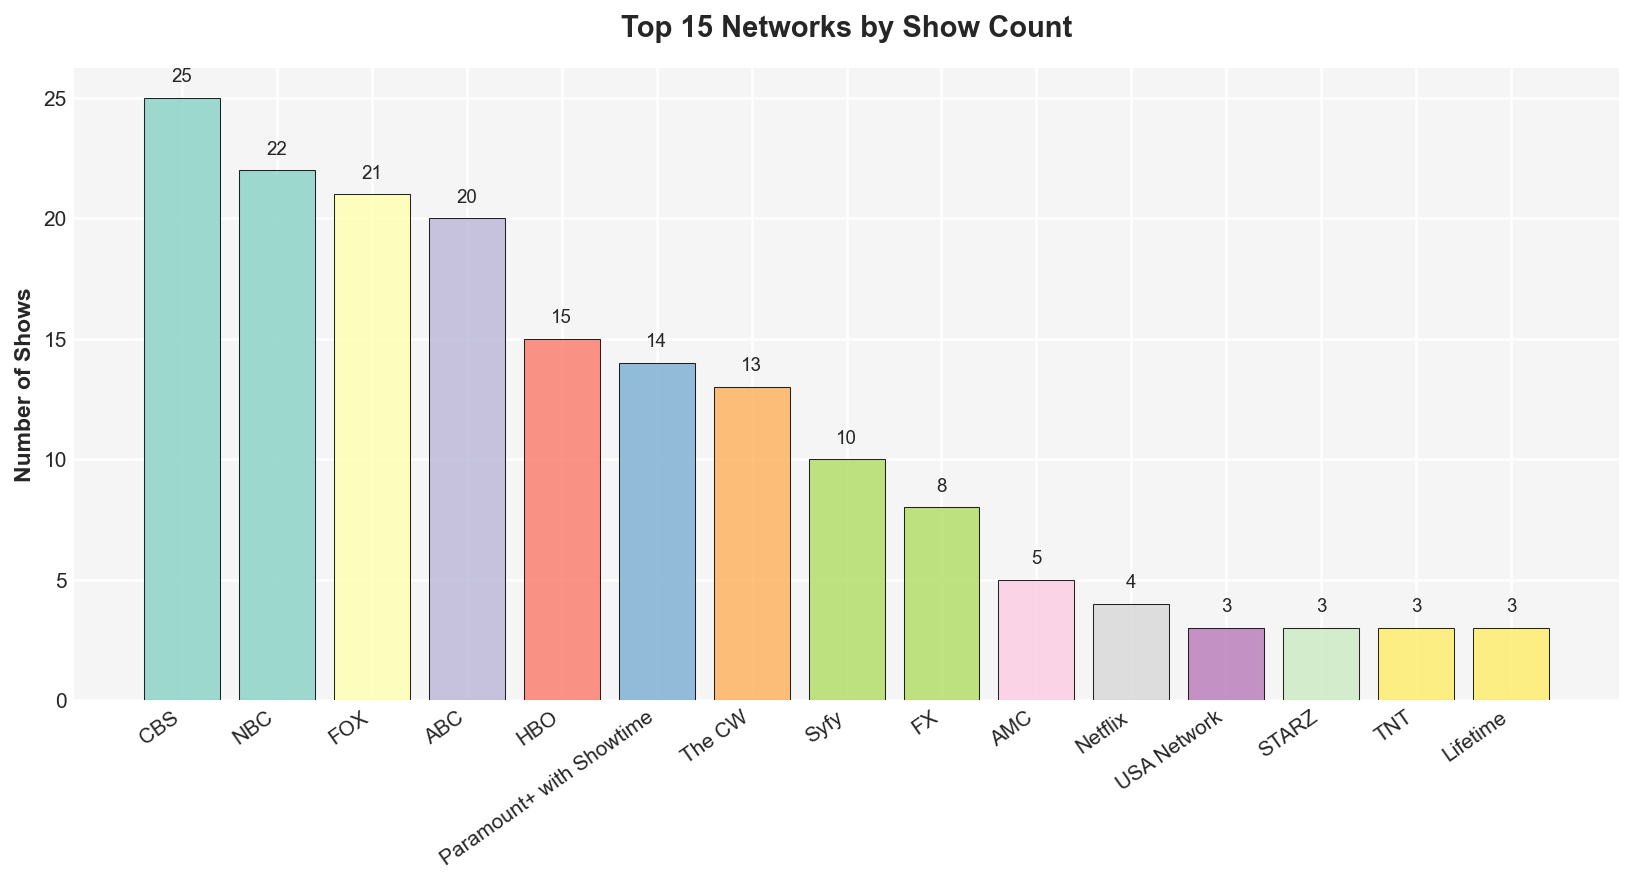 Top 15 Networks by Show Count
Number of Shows
25
20
15
10
5
0
25
22
21
20
15
14
13
10
8
5
4
3
3
3
3
CBS
NBC
FOX
ABC
HBO
Paramount+ with Showtime
The CW
Syfy
FX
AMC
Netflix
USA Network
STARZ
TNT
Lifetime